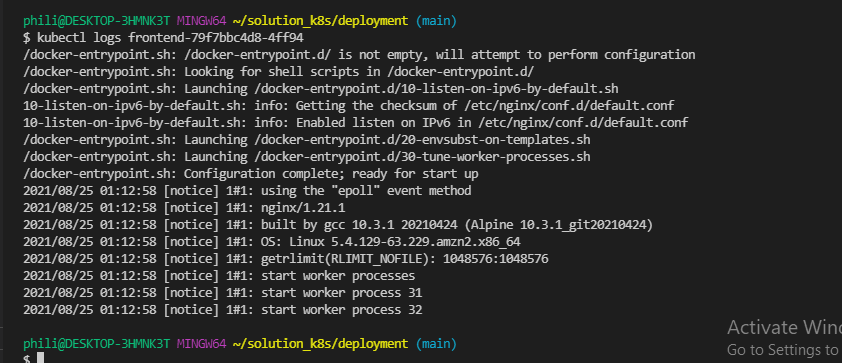 phili@DESKTOP-3HMNK3T MINGW64 ~/solution_k8s/deployment (main)
$ kubectl logs frontend-79f7bbc4d8-4ff94
/docker-entrypoint.sh: /docker-entrypoint.d/ is not empty, will attempt to perform configuration
/docker-entrypoint.sh: Looking for shell scripts in /docker-entrypoint.d/
/docker-entrypoint.sh: Launching /docker-entrypoint.d/10-listen-on-ipv6-by-default.sh
10-listen-on-ipv6-by-default.sh: info: Getting the checksum of /etc/nginx/conf.d/default.conf
10-listen-on-ipv6-by-default.sh: info: Enabled listen on IPv6 in /etc/nginx/conf.d/default.conf
/docker-entrypoint.sh: Launching /docker-entrypoint.d/20-envsubst-on-templates.sh
/docker-entrypoint.sh: Launching /docker-entrypoint.d/30-tune-worker-processes.sh
/docker-entrypoint.sh: Configuration complete; ready for start up
2021/08/25 01:12:58 [notice] 1#1: using the "epoll" event method
2021/08/25 01:12:58 [notice] 1#1: nginx/1.21.1
2021/08/25 01:12:58 [notice] 1#1: built by gcc 10.3.1 20210424 (Alpine 10.3.1_git20210424)
2021/08/25 01:12:58 [notice] 1#1: OS: Linux 5.4.129-63.229.amzn2.x86_64
2021/08/25 01:12:58 [notice] 1#1: getrlimit(RLIMIT_NOFILE): 1048576:1048576
2021/08/25 01:12:58 [notice] 1#1: start worker processes
2021/08/25 01:12:58 [notice] 1#1: start worker process 31
2021/08/25 01:12:58 [notice] 1#1: start worker process 32
phili@DESKTOP-3HMNK3T MINGW64 ~/solution_k8s/deployment (main)
$
Activate Win
Go to Settings to